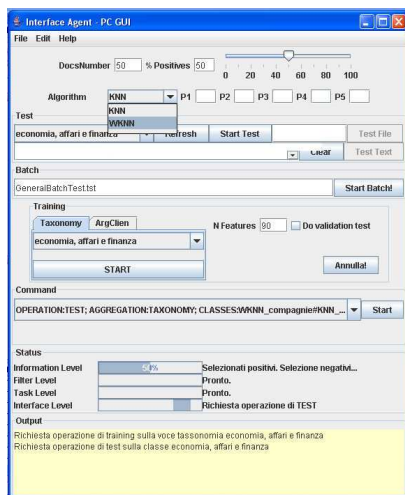 Interface Agent - PC GUI
File Edit Help
DocsNumber 50 % Positives 50
0 20 40 60 80 100
Algorithm KNN P1 P2 P3 P4 P5
KNN
WKNN
Test
economia, affari e finanza Refresh Start Test Test File
Clear Test Text
Batch
GeneralBatchTest.tst Start Batch!
Training
Taxonomy ArgClien
N Features 90 Do validation test
economia, affari e finanza
START Annulla!
Command
OPERATION:TEST; AGGREGATION:TAXONOMY; CLASSES:WKNN_compagnie#KNN_... Start
Status
Information Level Selezionati positivi. Selezione negativi...
Filter Level Pronto.
Task Level Pronto.
Interface Level Richiesta operazione di TEST
Output
Richiesta operazione di training sulla voce tassonomia economia, affari e finanza
Richiesta operazione di test sulla classe economia, affari e finanza